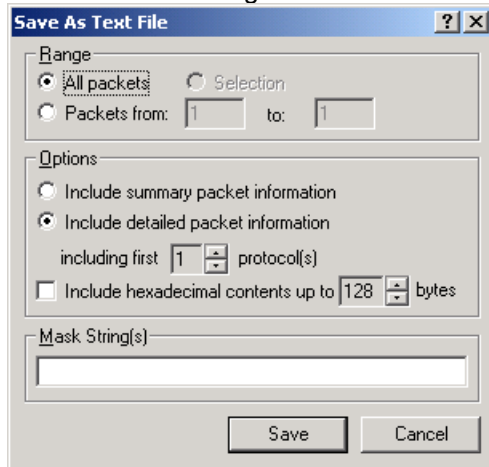 Save As Text File
Range
All packets Selection
Packets from: 1 to: 1
Options
Include summary packet information
Include detailed packet information
including first 1 protocol(s)
Include hexadecimal contents up to 128 bytes
Mask String(s)
Save Cancel